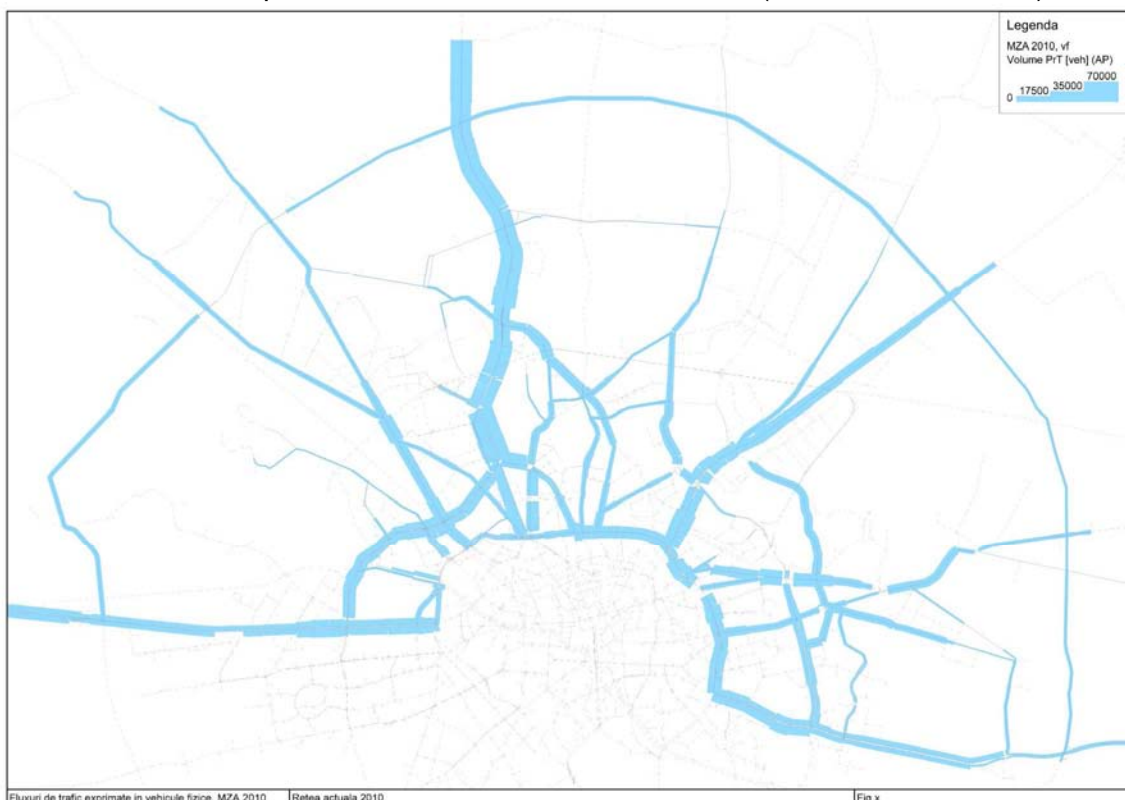 Legenda
MZA 2010, vf
Volume PrT [veh] (AP)
0 17500 35000 70000
Fluxuri de trafic exprimate in vehicule fizice, MZA 2010
Retea actuala 2010
Fig.x